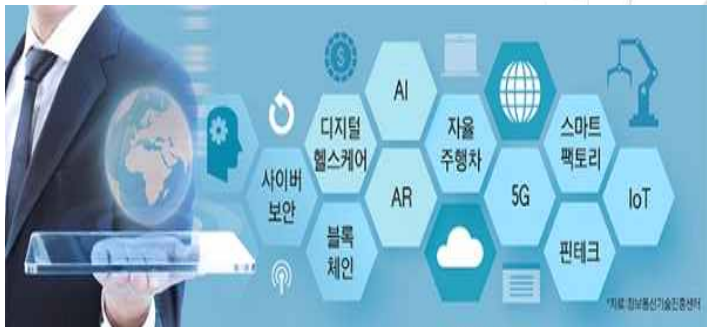 AI
디지털
헬스케어
자율
주행차
스마트
팩토리
사이버
보안
AR
5G
IoT
블록
체인
핀테크
*자료:정보통신기술진흥센터